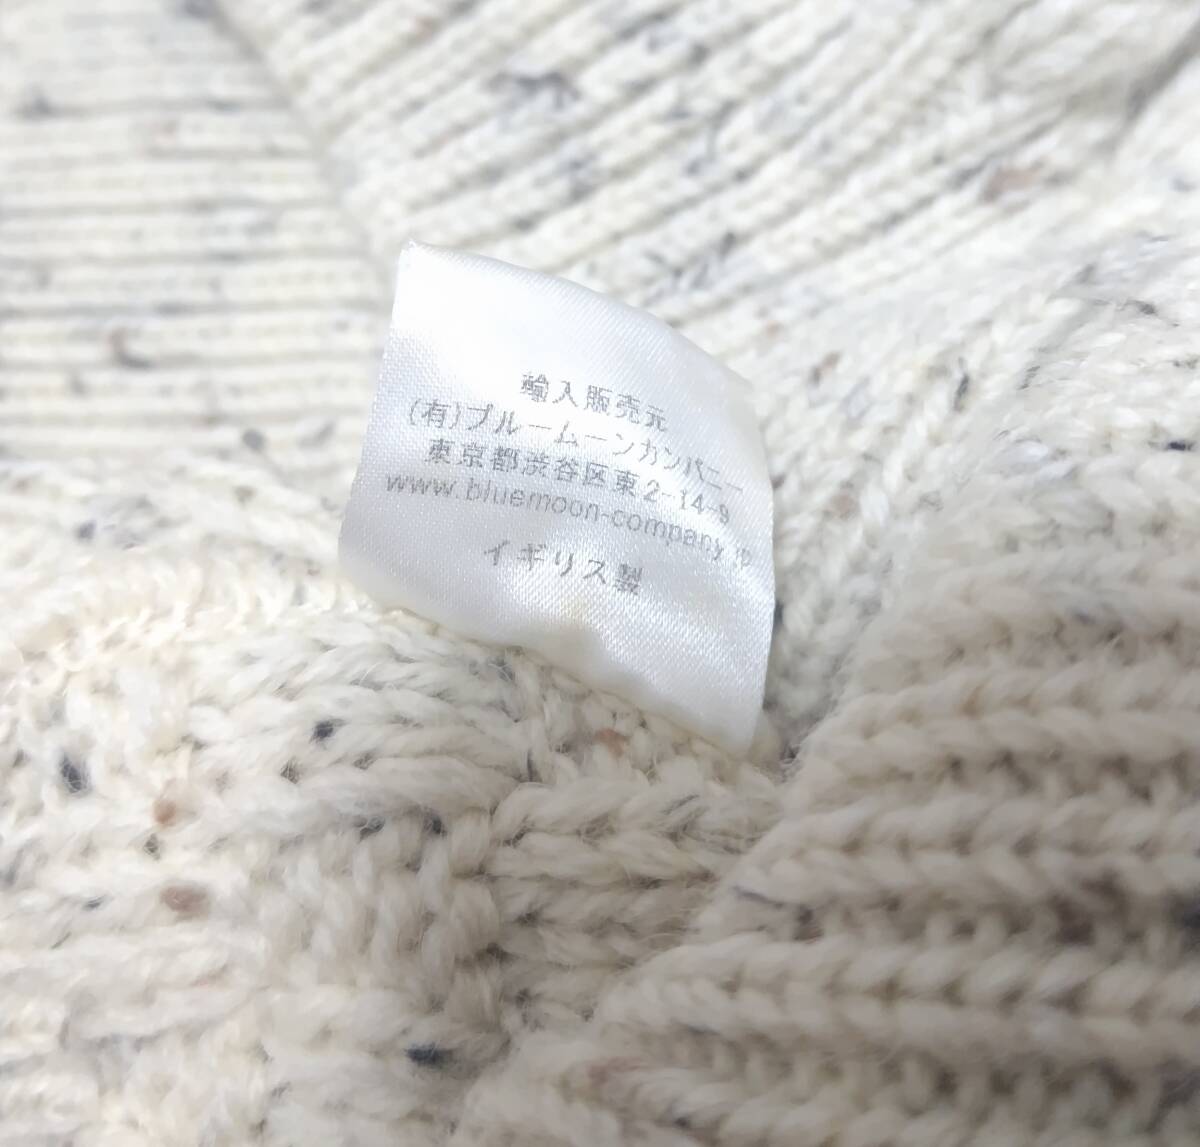 輸入販売元
(有)ブルームーンカンパニー
東京都渋谷区東2-14-9
www.bluemoon-company.jp
イギリス製